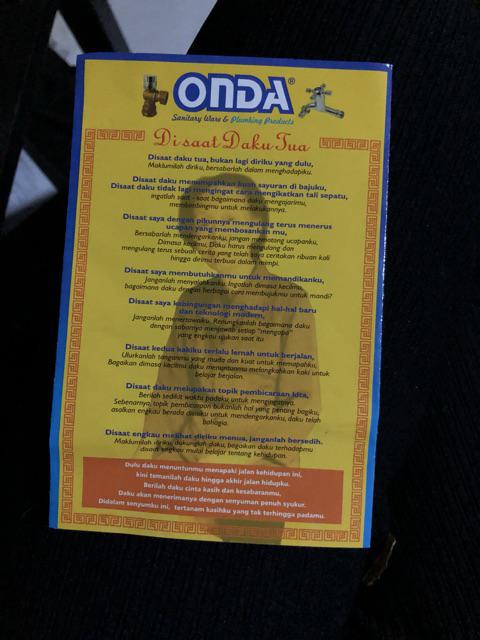 ONDA®
Sanitary Ware & Plumbing Products
Disaat Daku Tua
Disaat daku tua, bukan lagi diriku yang dulu,
Maklumilah diriku, bersabarlah dalam menghadapiku.
Disaat daku menumpahkan kuah sayuran di bajuku,
Disaat daku tidak lagi mengingat cara mengikatkan tali sepatu,
ingatlah saat - saat bagaimana daku mengajarimu,
membimbingmu untuk melakukannya.
Disaat saya dengan pikunnya mengulang terus menerus
ucapan yang membosankan mu,
Bersabarlah mendengarkanku, jangan memotong ucapanku,
Dimasa kecilmu, Daku harus mengulang dan
mengulang terus sebuah cerita yang telah saya ceritakan ribuan kali
hingga dirimu terbuai dalam mimpi.
Disaat saya membutuhkanmu untuk memandikanku,
Janganlah menyalahkanku. Ingatlah dimasa kecilmu,
bagaimana daku dengan berbagai cara membujukmu untuk mandi?
Disaat saya kebingungan menghadapi hal-hal baru
dan teknologi modern,
Janganlah menertawaiku. Renungkanlah bagaimana daku
dengan sabarnya menjawab setiap "mengapa"
yang engkau ajukan saat itu
Disaat kedua kakiku terlalu lemah untuk berjalan,
Ulurkanlah tanganmu yang muda dan kuat untuk memapahku,
Bagaikan dimasa kecilmu daku menuntunmu melangkahkan kaki untuk
belajar berjalan.
Disaat daku melupakan topik pembicaraan kita,
Berilah sedikit waktu padaku untuk mengingatnya.
Sebenarnya, topik pembicaraan bukanlah hal yang penting bagiku,
asalkan engkau berada disisiku untuk mendengarkanku, daku telah
bahagia.
Disaat engkau melihat diriku menua, janganlah bersedih.
Maklumilah diriku, dukunglah daku, bagaikan daku terhadapmu
disaat engkau mulai belajar tentang kehidupan.
Dulu daku menuntunmu menapaki jalan kehidupan ini,
kini temanilah daku hingga akhir jalan hidupku.
Berilah daku cinta kasih dan kesabaranmu.
Daku akan menerimanya dengan senyuman penuh syukur.
Didalam senyumku ini, tertanam kasihku yang tak terhingga padamu.